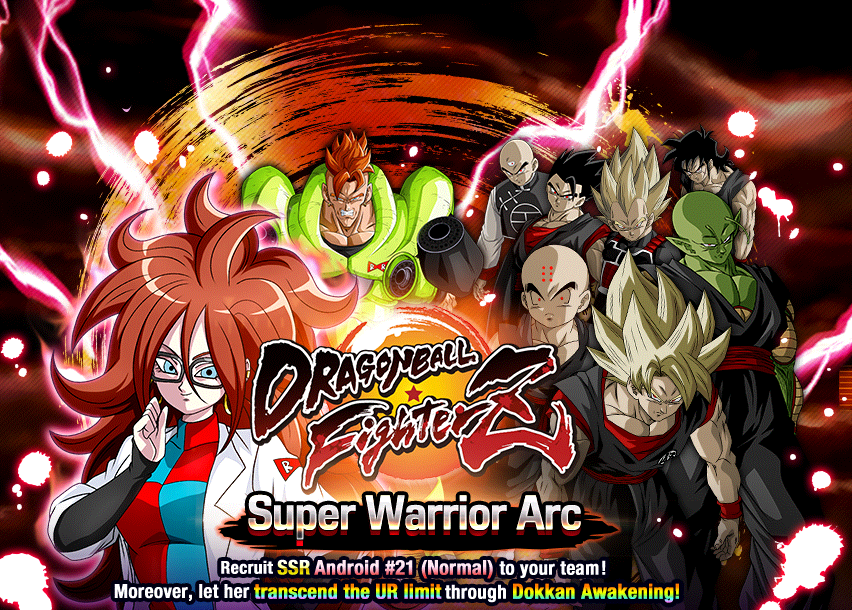 DRAGONBALL
FighterZ
Super Warrior Arc
Recruit SSR Android #21 (Normal) to your team!
Moreover, let her transcend the UR limit through Dokkan Awakening!